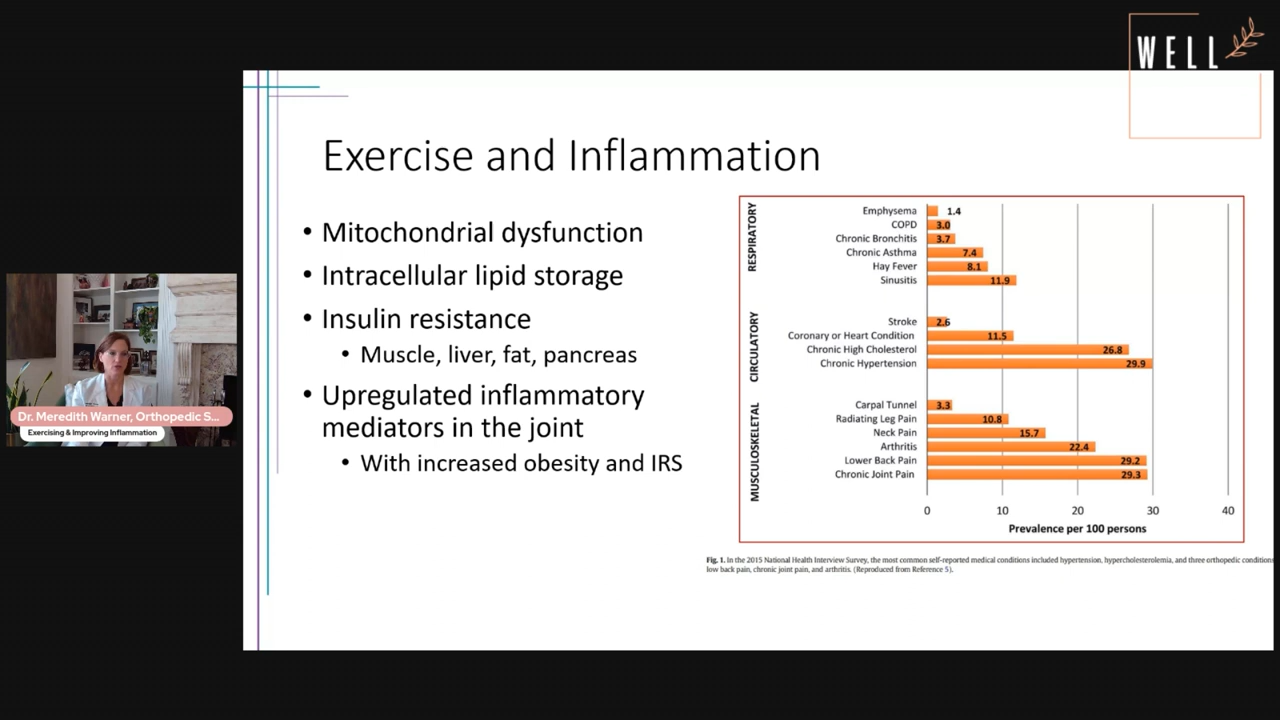 WELL
Exercise and Inflammation
• Mitochondrial dysfunction
• Intracellular lipid storage
• Insulin resistance
• Muscle, liver, fat, pancreas
• Upregulated inflammatory
mediators in the joint
• With increased obesity and IRS
RESPIRATORY
Emphysema 1.4
COPD 3.0
Chronic Bronchitis 3.7
Chronic Asthma 7.4
Hay Fever 8.1
Sinusitis 11.9
CIRCULATORY
Stroke 2.6
Coronary or Heart Condition 11.5
Chronic High Cholesterol 26.8
Chronic Hypertension 29.9
MUSCULOSKELETAL
Carpal Tunnel 3.3
Radiating Leg Pain 10.8
Neck Pain 15.7
Arthritis 22.4
Lower Back Pain 29.2
Chronic Joint Pain 29.3
0 10 20 30 40
Prevalence per 100 persons
Fig. 1. In the 2015 National Health Interview Survey, the most common self-reported medical conditions included hypertension, hypercholesterolemia, and three orthopedic conditions
low back pain, chronic joint pain, and arthritis. (Reproduced from Reference 5).
Dr. Meredith Warner, Orthopedic S...
Exercising & Improving Inflammation